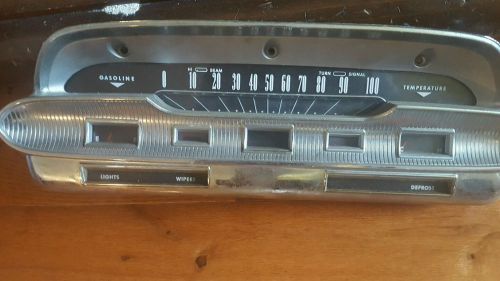 HI BEAM TURN SIGNAL
GASOLINE 0 10 20 30 40 50 60 70 80 90 100 TEMPERATURE
LIGHTS WIPER DEFROST